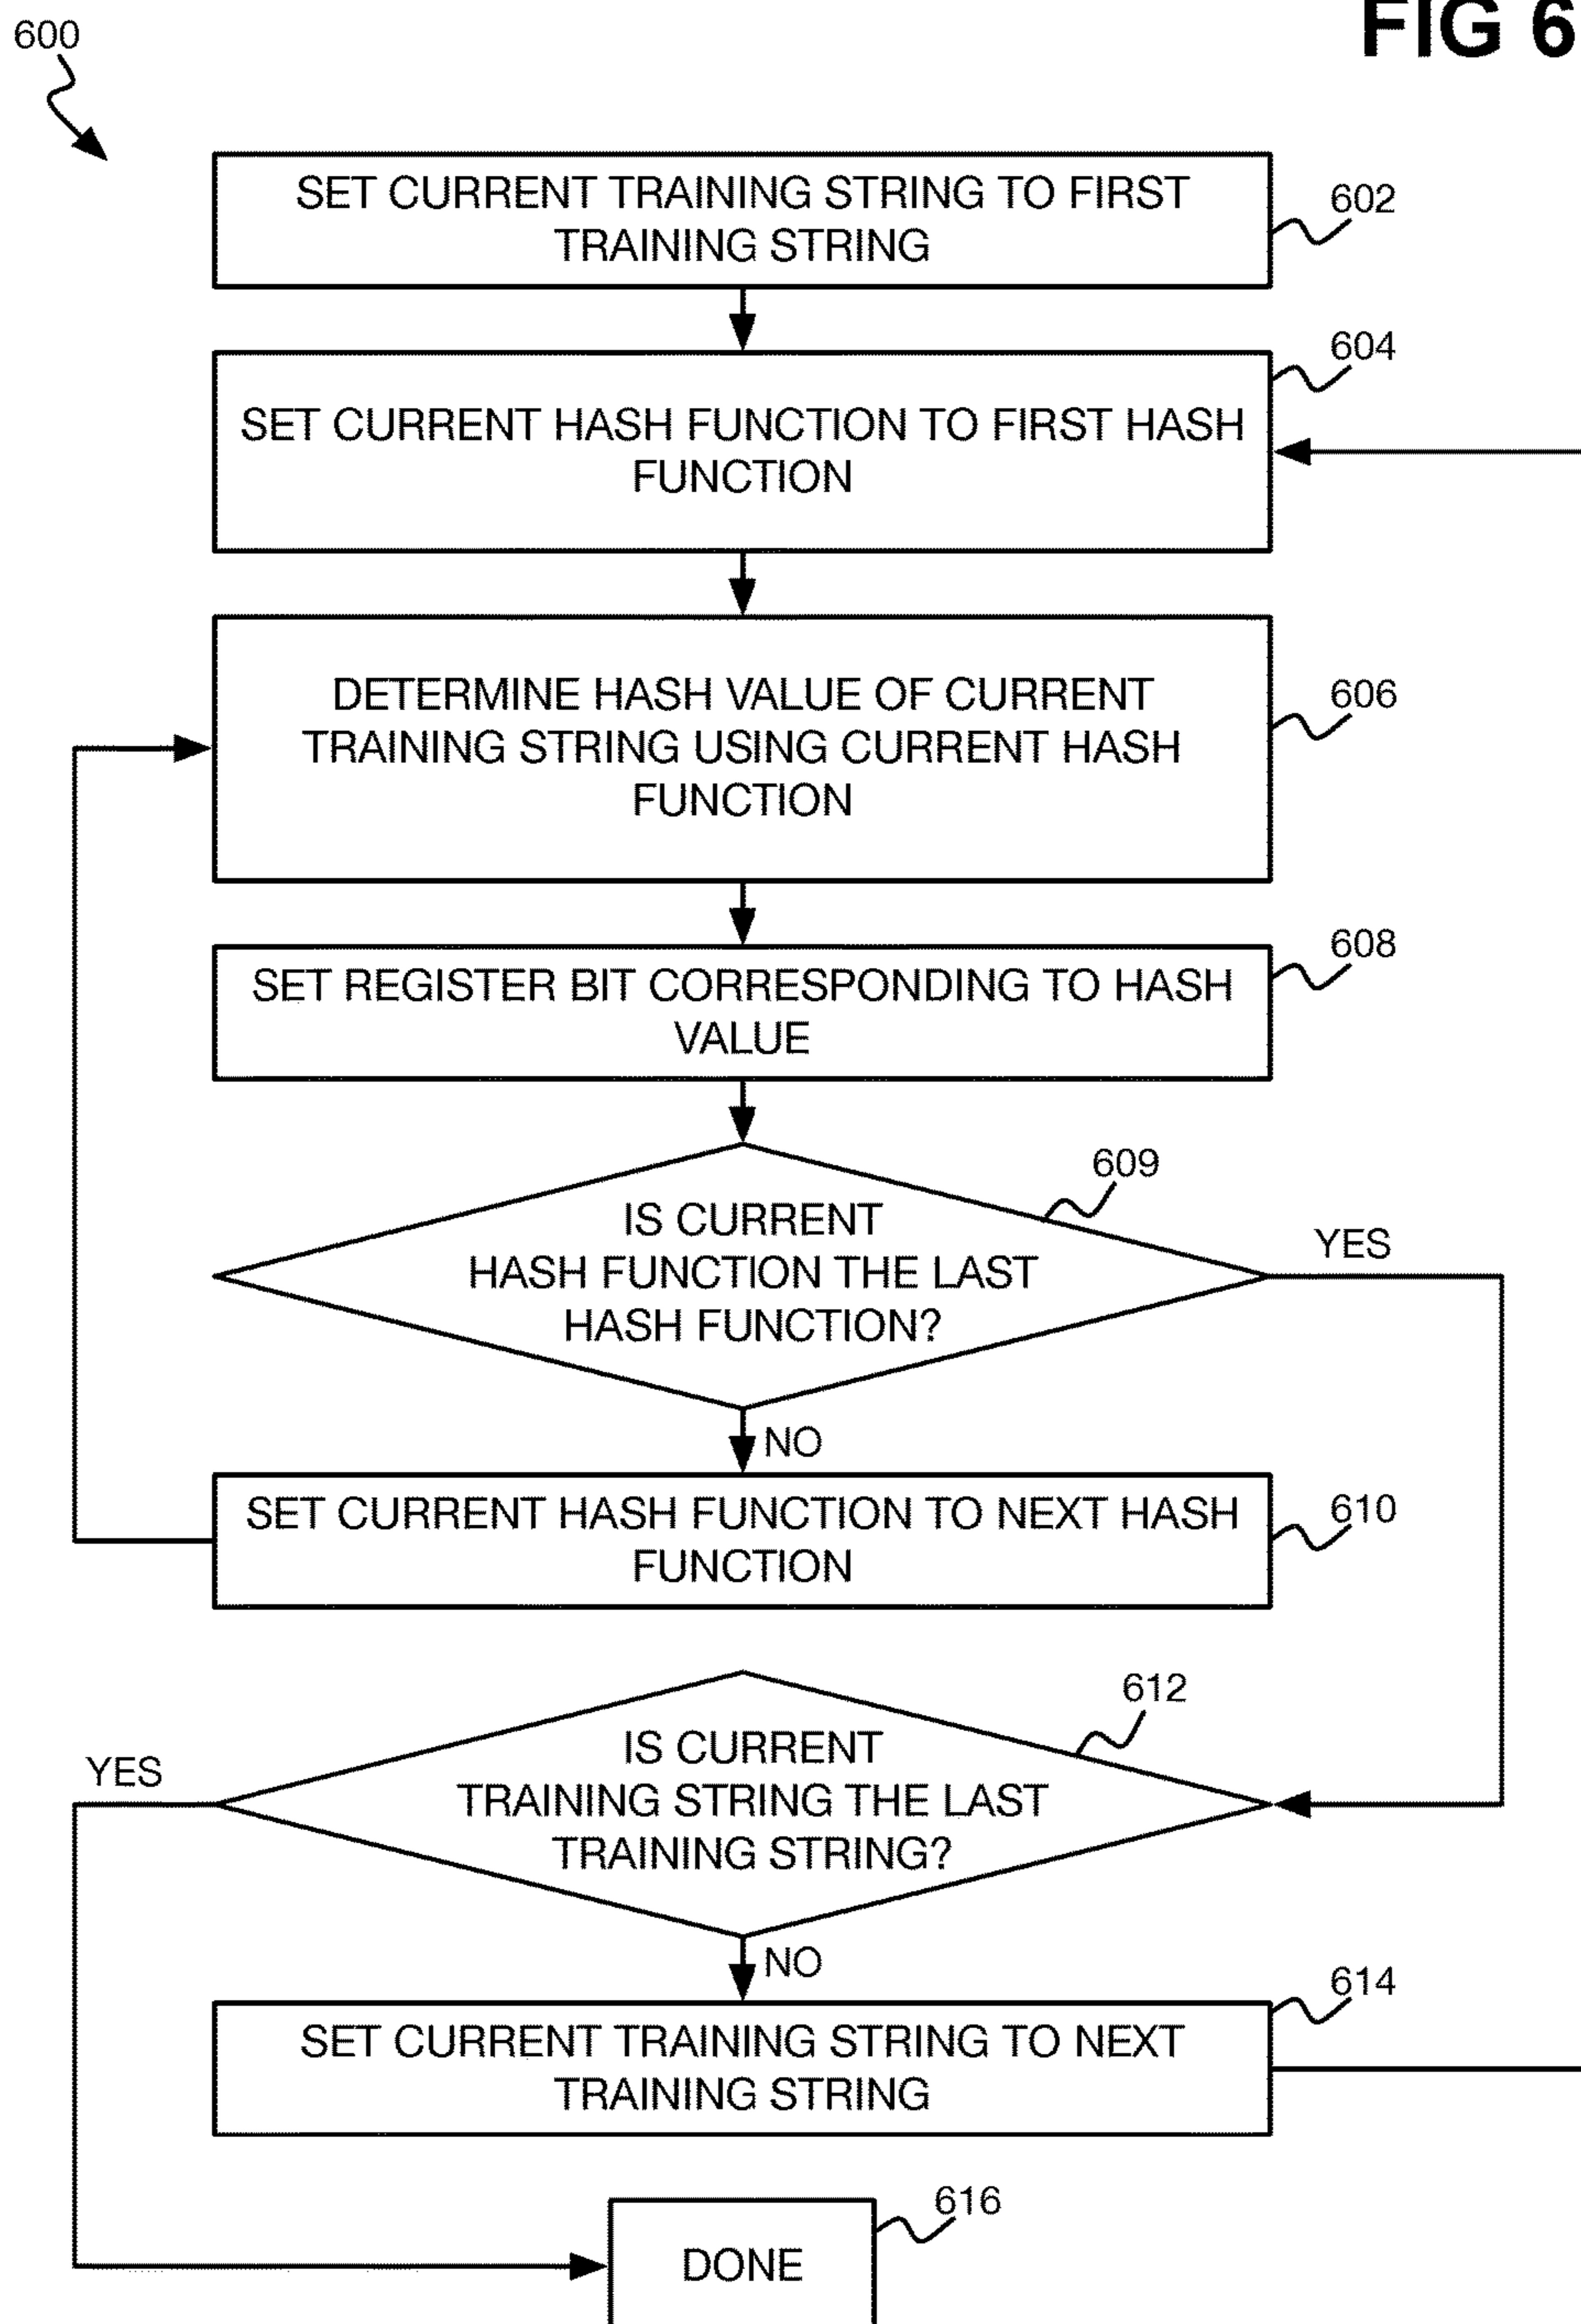 FIG 6
600
SET CURRENT TRAINING STRING TO FIRST
TRAINING STRING
602
604
SET CURRENT HASH FUNCTION TO FIRST HASH
FUNCTION
DETERMINE HASH VALUE OF CURRENT
TRAINING STRING USING CURRENT HASH
FUNCTION
606
608
SET REGISTER BIT CORRESPONDING TO HASH
VALUE
609
IS CURRENT
HASH FUNCTION THE LAST
HASH FUNCTION?
YES
NO
SET CURRENT HASH FUNCTION TO NEXT HASH
FUNCTION
610
612
IS CURRENT
TRAINING STRING THE LAST
TRAINING STRING?
YES
NO
614
SET CURRENT TRAINING STRING TO NEXT
TRAINING STRING
616
DONE